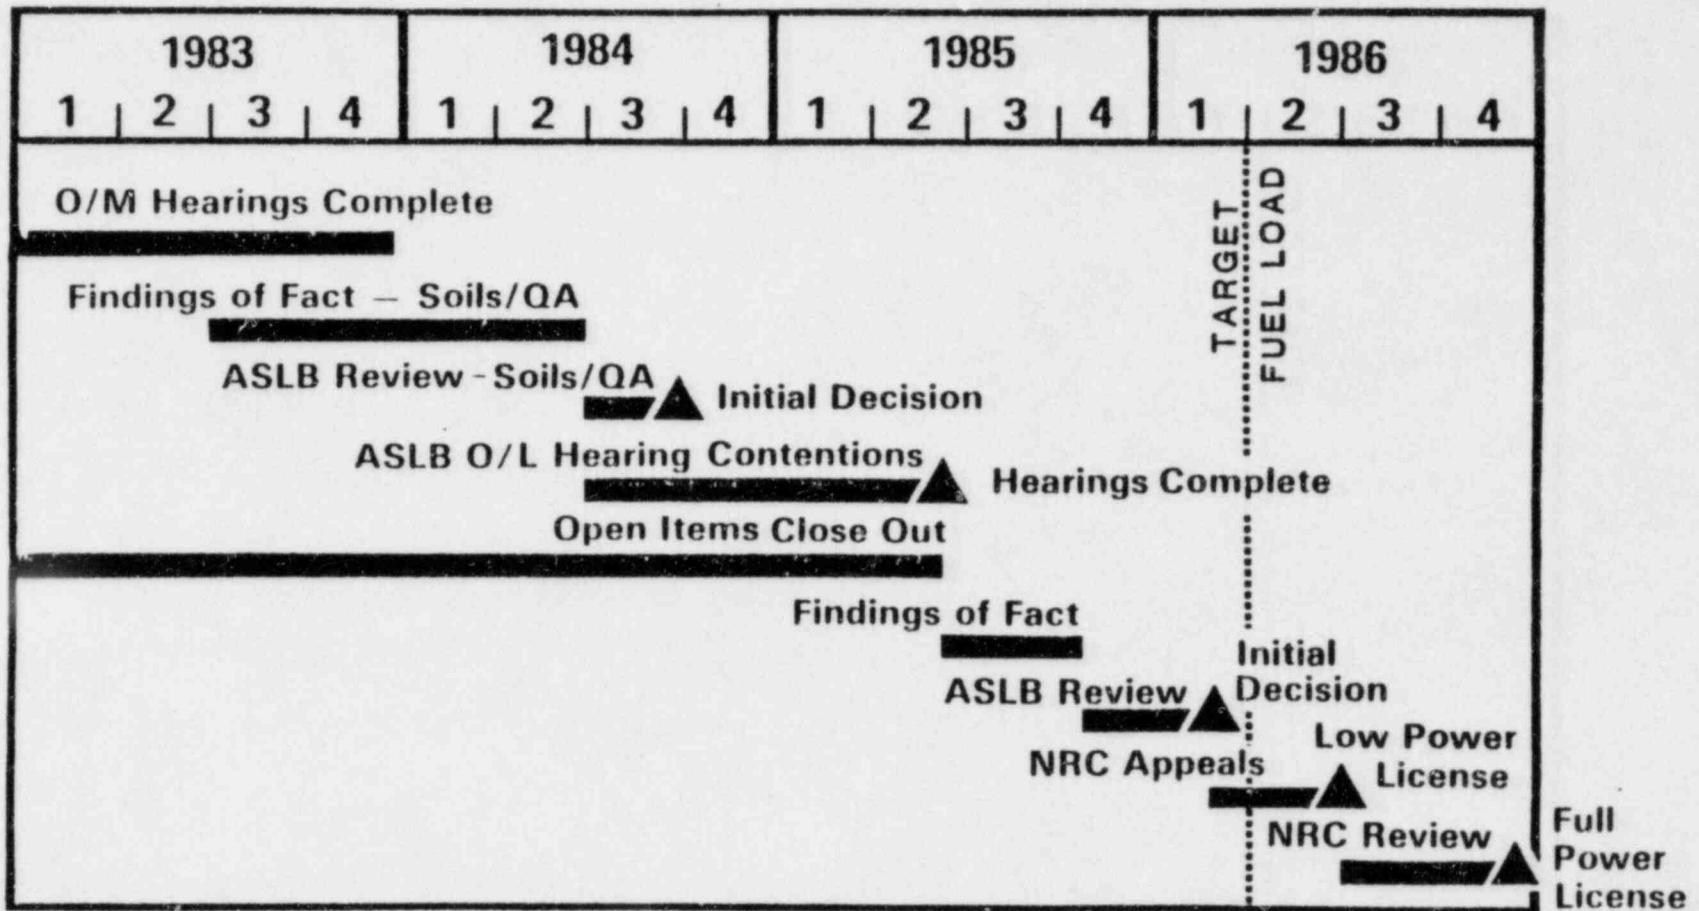 1983 1984 1985 1986
1 2 3 4 1 2 3 4 1 2 3 4 1 2 3 4
TARGET
FUEL LOAD
O/M Hearings Complete
Findings of Fact – Soils/QA
ASLB Review - Soils/QA
Initial Decision
ASLB O/L Hearing Contentions
Hearings Complete
Open Items Close Out
Findings of Fact
ASLB Review
Initial
Decision
NRC Appeals
Low Power
License
NRC Review
Full
Power
License